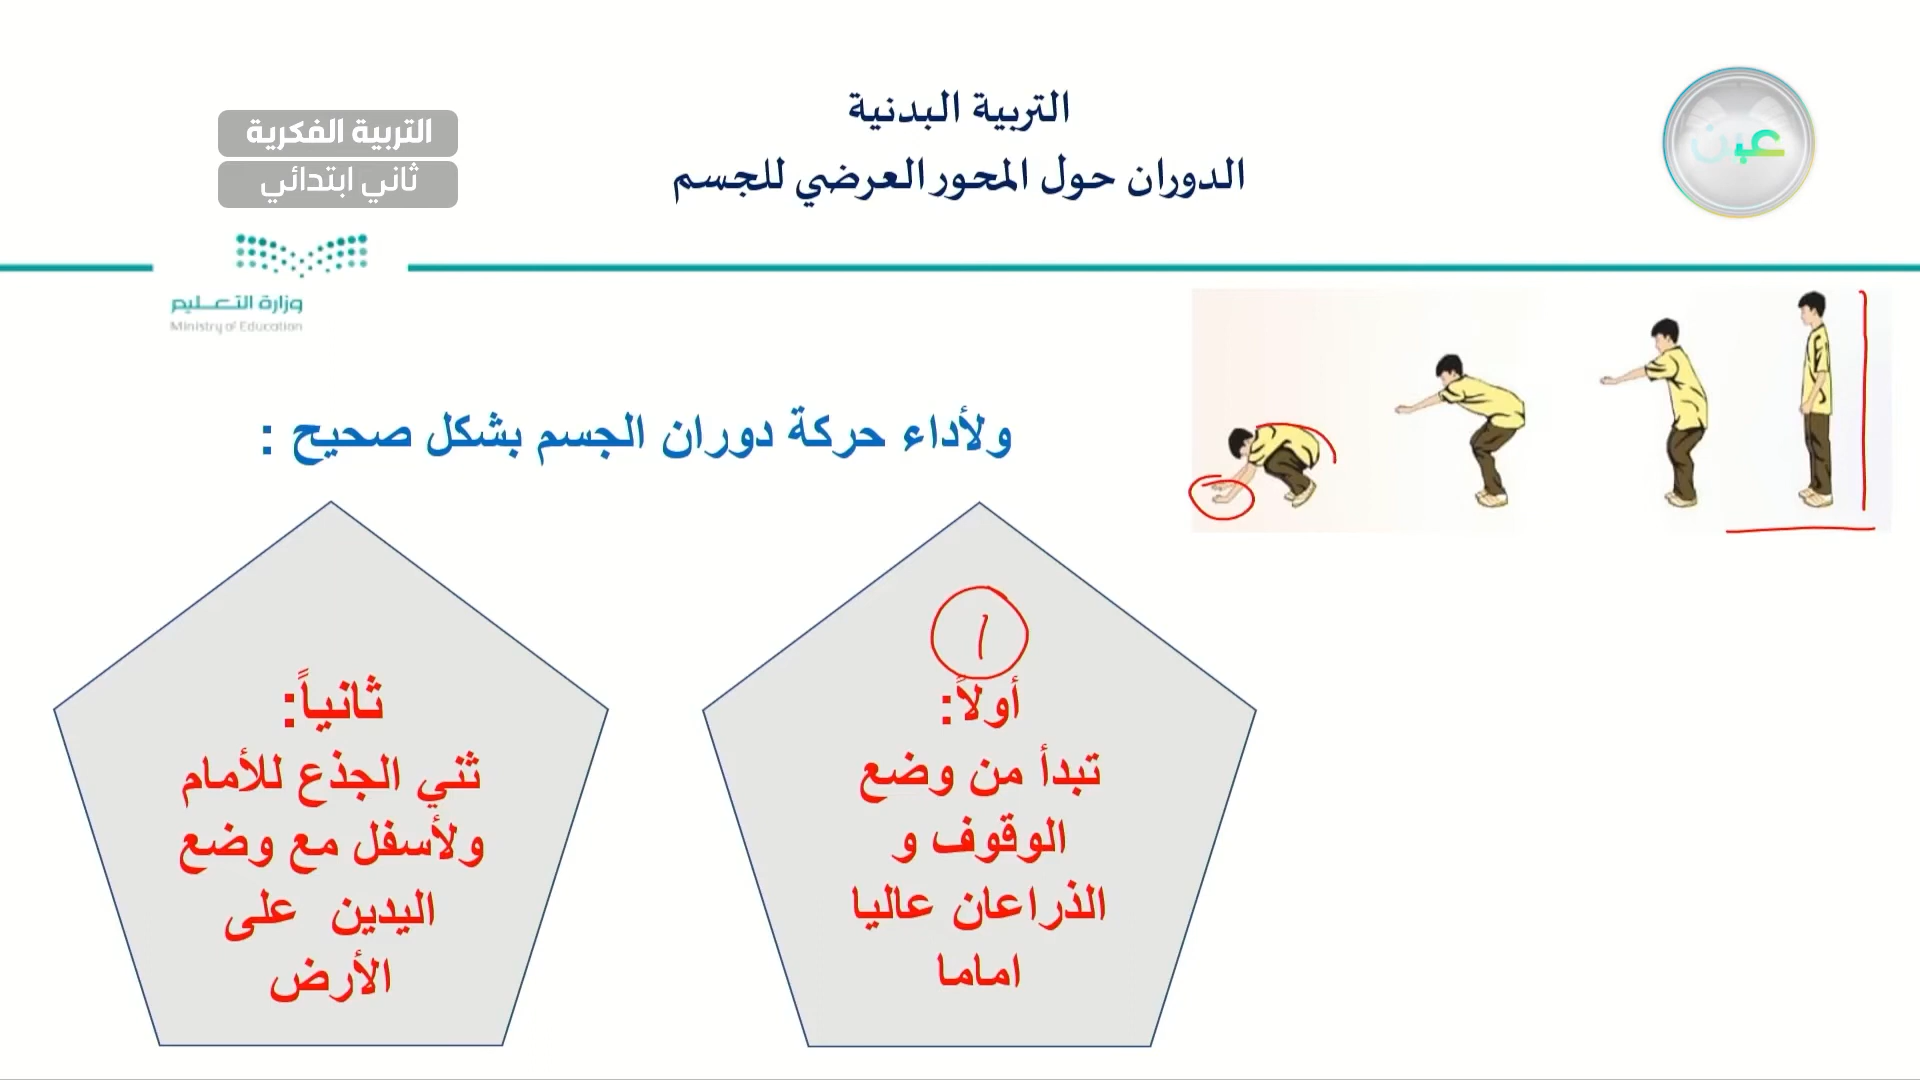 التربية البدنية
الدوران حول المحور العرضي للجسم
عين
التربية الفكرية
ثاني ابتدائي
وزارة التعليم
Ministry of Education
ولأداء حركة دوران الجسم بشكل صحيح :
١
أولاً:
تبدأ من وضع
الوقوف و
الذراعان عاليا
اماما
ثانياً:
ثني الجذع للأمام
ولأسفل مع وضع
اليدين على
الأرض